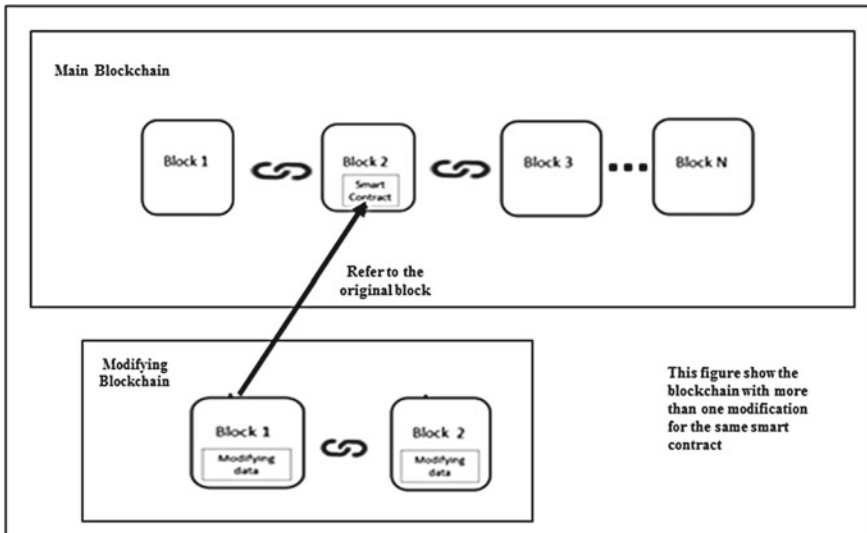 Main Blockchain
Block 1
Block 2
Smart
Contract
Block 3
Block N
Refer to the
original block
Modifying
Blockchain
Block 1
Modifying
data
Block 2
Modifying
data
This figure show the
blockchain with more
than one modification
for the same smart
contract